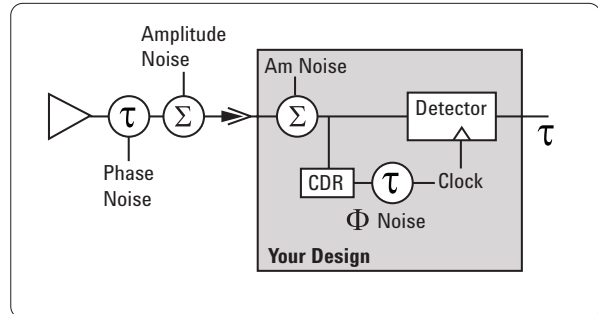 Amplitude
Noise
Am Noise
τ
Σ
Σ
Detector
τ
Phase
Noise
CDR
τ
Clock
Φ Noise
Your Design